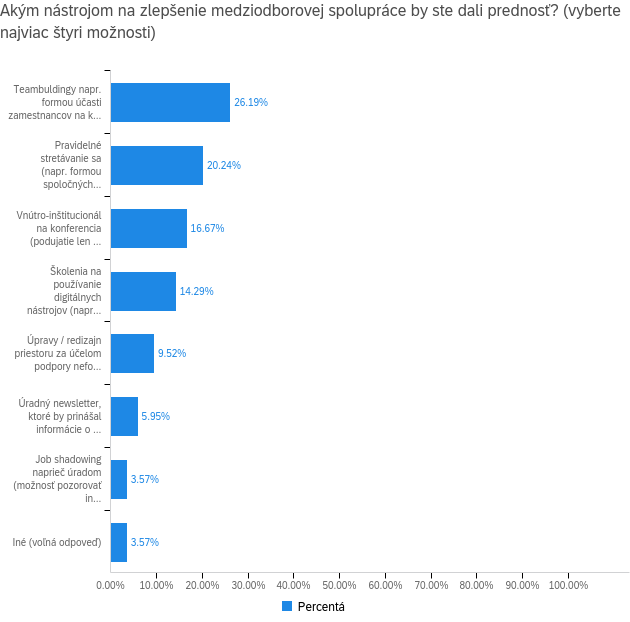 Akým nástrojom na zlepšenie medziodborovej spolupráce by ste dali prednosť? (vyberte
najviac štyri možnosti)
Teambuldingy napr.
formou účasti
zamestnancov na k...
26.19%
Pravidelné
stretávanie sa
(napr. formou
spoločných...
20.24%
Vnútro-inštitucionál
na konferencia
(podujatie len ...
16.67%
Školenia na
používanie
digitálnych
nástrojov (napr...
14.29%
Úpravy / redizajn
priestoru za účelom
podpory nefo...
9.52%
Úradný newsletter,
ktoré by prinášal
informácie o ...
5.95%
Job shadowing
naprieč úradom
(možnosť pozorovať
in...
3.57%
Iné (voľná odpoveď)
3.57%
0.00% 10.00% 20.00% 30.00% 40.00% 50.00% 60.00% 70.00% 80.00% 90.00% 100.00%
Percentá